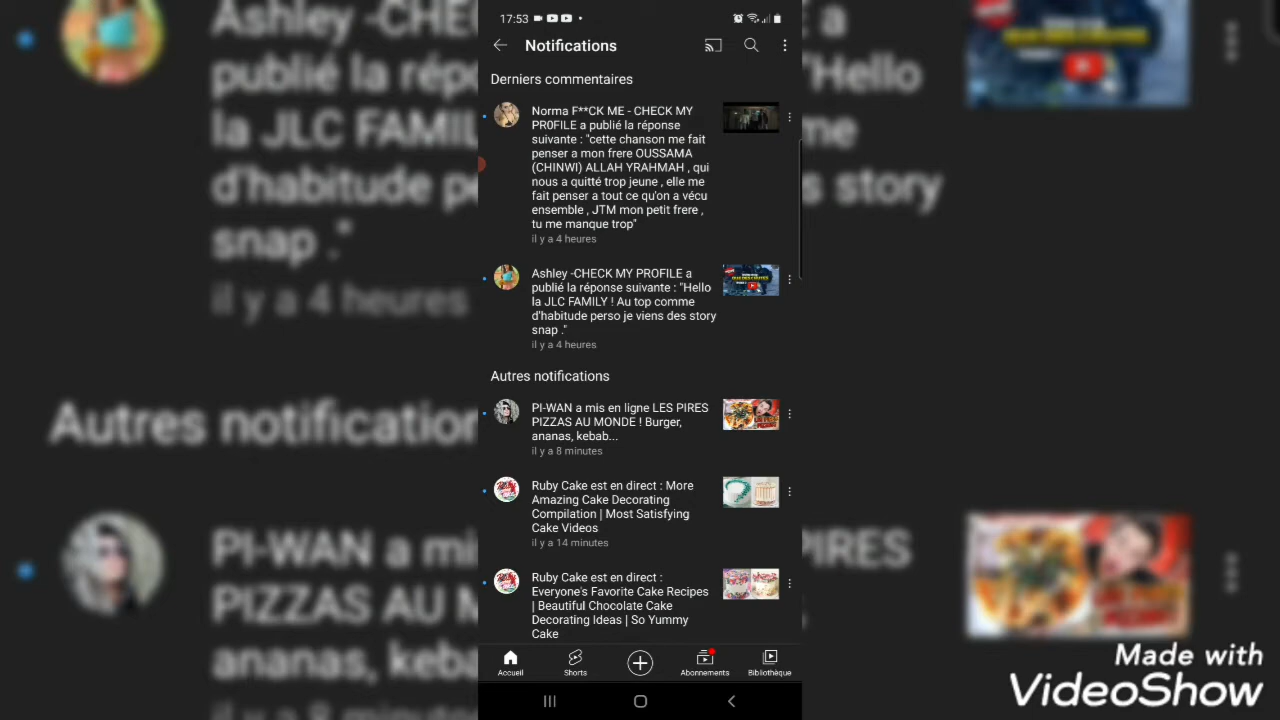 17:53
Notifications
Derniers commentaires
Norma F**CK ME - CHECK MY
PR0FILE a publié la réponse
suivante : "cette chanson me fait
penser a mon frere OUSSAMA
(CHINWI) ALLAH YRAHMAH , qui
nous a quitté trop jeune , elle me
fait penser a tout ce qu'on a vécu
ensemble , JTM mon petit frere ,
tu me manque trop"
il y a 4 heures
Ashley -CHECK MY PROFILE a
publié la réponse suivante : "Hello
la JLC FAMILY ! Au top comme
d'habitude perso je viens des story
snap ."
il y a 4 heures
Autres notifications
PI-WAN a mis en ligne LES PIRES
PIZZAS AU MONDE ! Burger,
ananas, kebab...
il y a 8 minutes
Ruby Cake est en direct : More
Amazing Cake Decorating
Compilation | Most Satisfying
Cake Videos
il y a 14 minutes
Ruby Cake est en direct :
Everyone's Favorite Cake Recipes
| Beautiful Chocolate Cake
Decorating Ideas | So Yummy
Cake
Accueil
Shorts
Abonnements
Bibliothèque
Made with
VideoShow